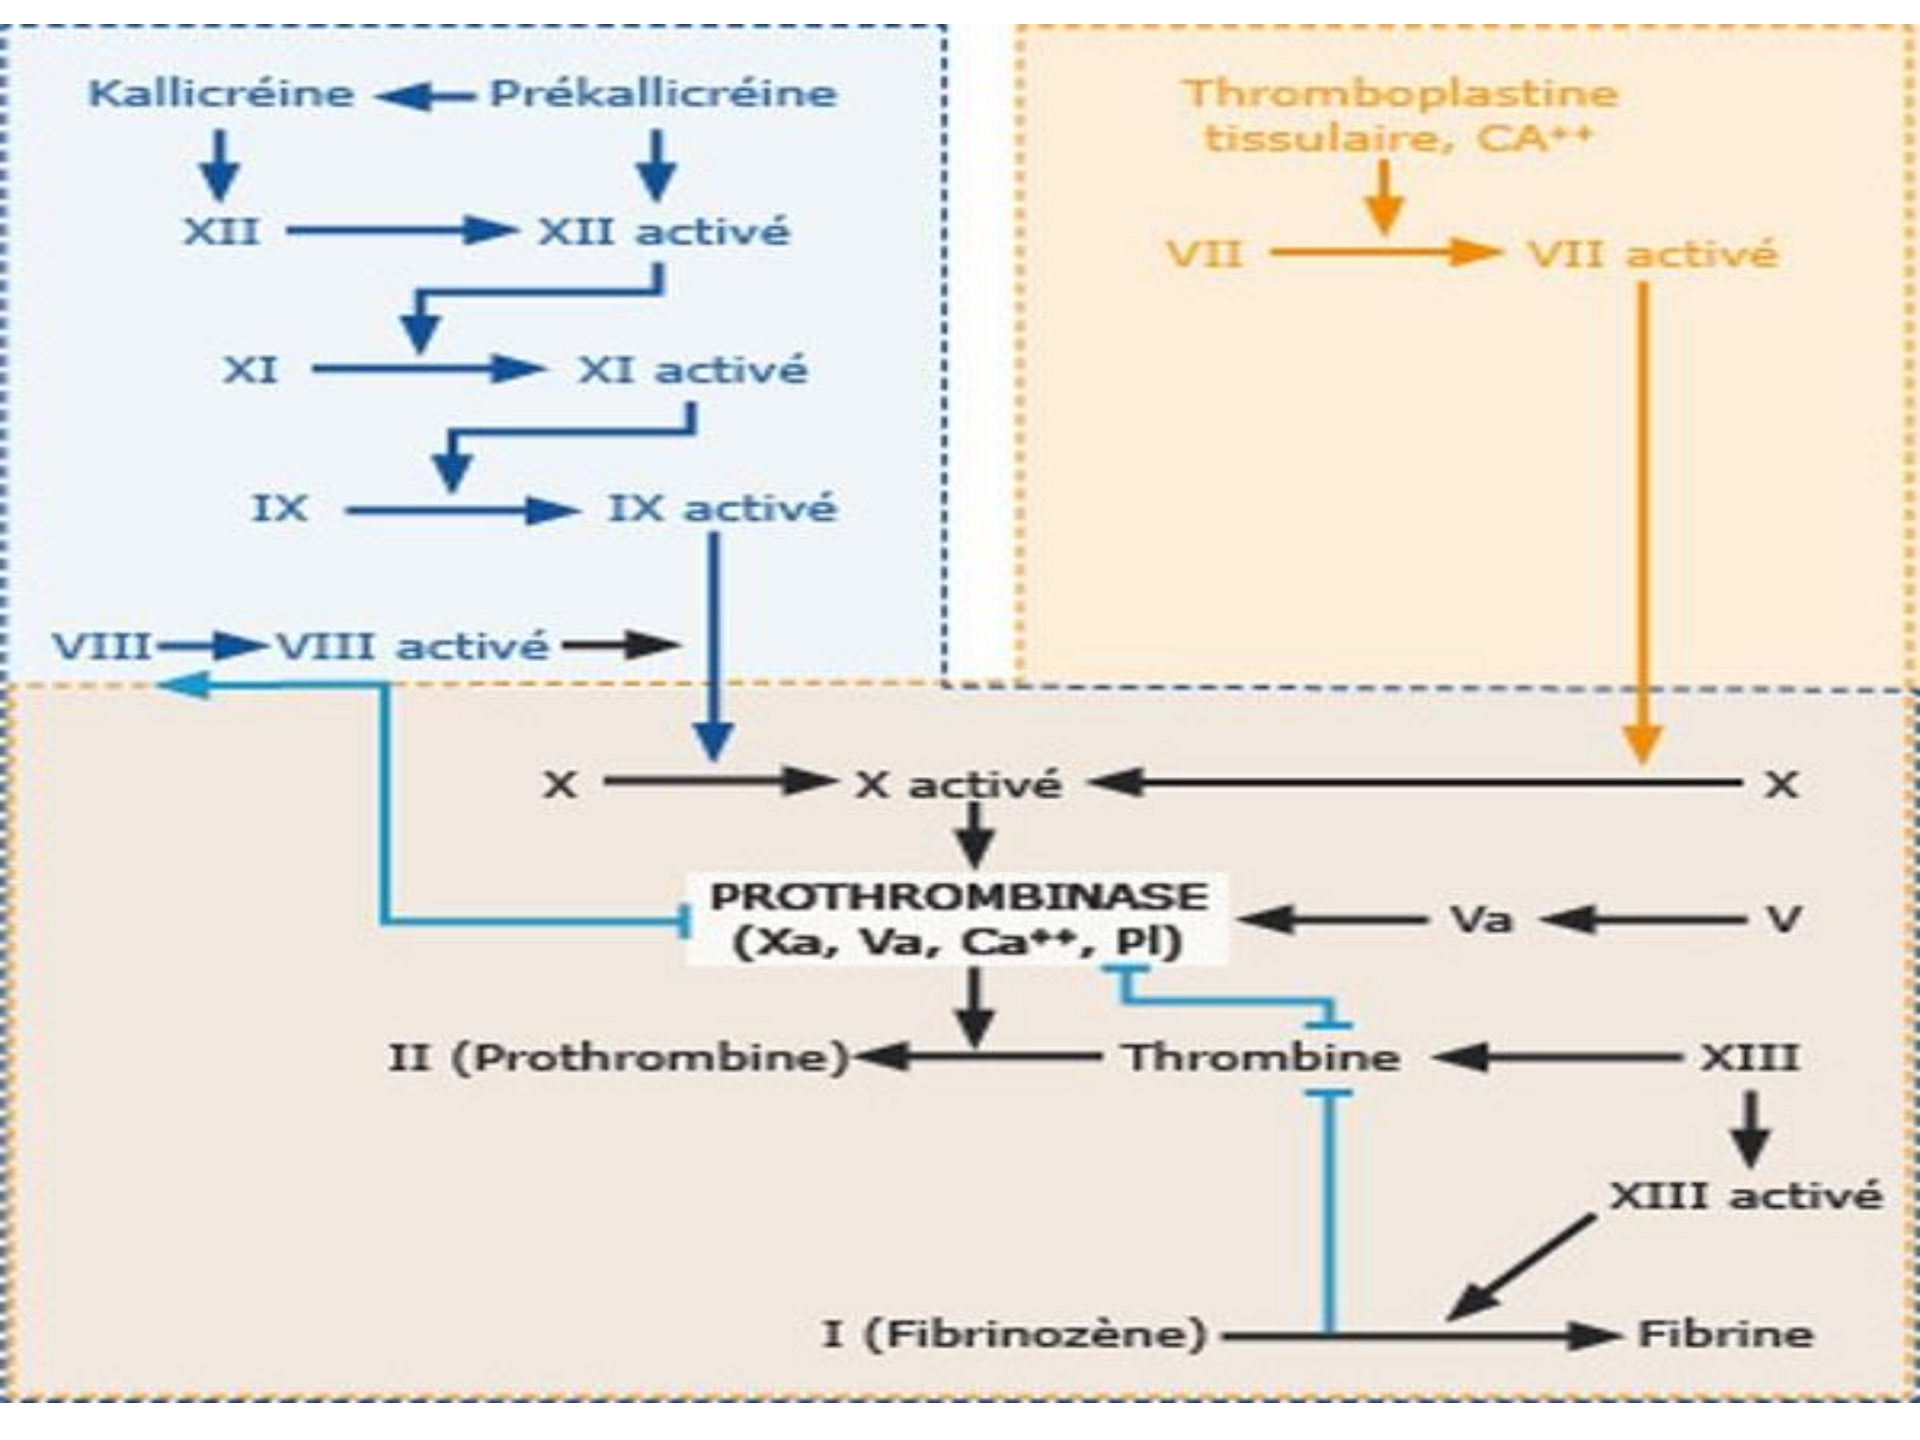 Kallicréine Prékallicréine
XII XII activé
XI XI activé
IX IX activé
VIII VIII activé
Thromboplastine
tissulaire, CA⁺⁺
VII VII activé
X X activé X
PROTHROMBINASE
(Xa, Va, Ca⁺⁺, Pl)
Va V
II (Prothrombine) Thrombine XIII
XIII activé
I (Fibrinozène) Fibrine